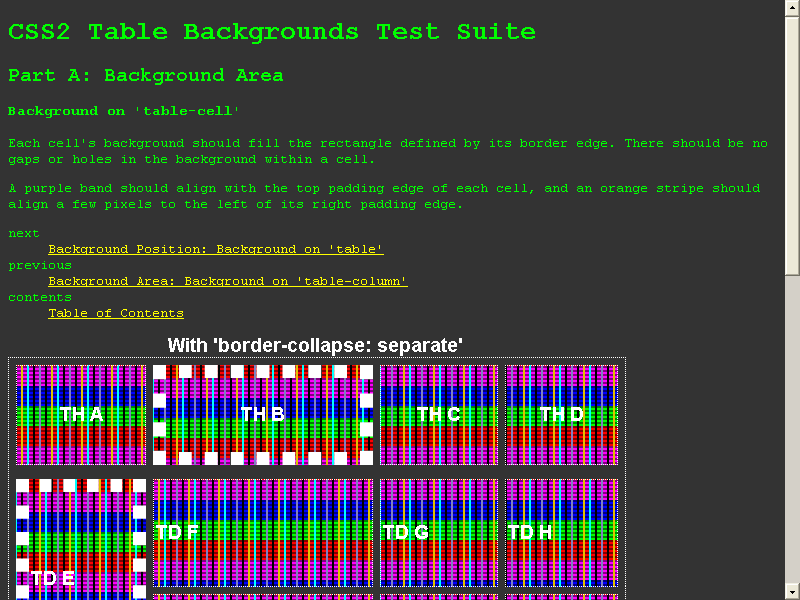 CSS2 Table Backgrounds Test Suite
Part A: Background Area
Background on 'table-cell'
Each cell's background should fill the rectangle defined by its border edge. There should be no
gaps or holes in the background within a cell.
A purple band should align with the top padding edge of each cell, and an orange stripe should
align a few pixels to the left of its right padding edge.
next
Background Position: Background on 'table'
previous
Background Area: Background on 'table-column'
contents
Table of Contents
With 'border-collapse: separate'
TH A TH B TH C TH D
TD F TD G TD H
TD E